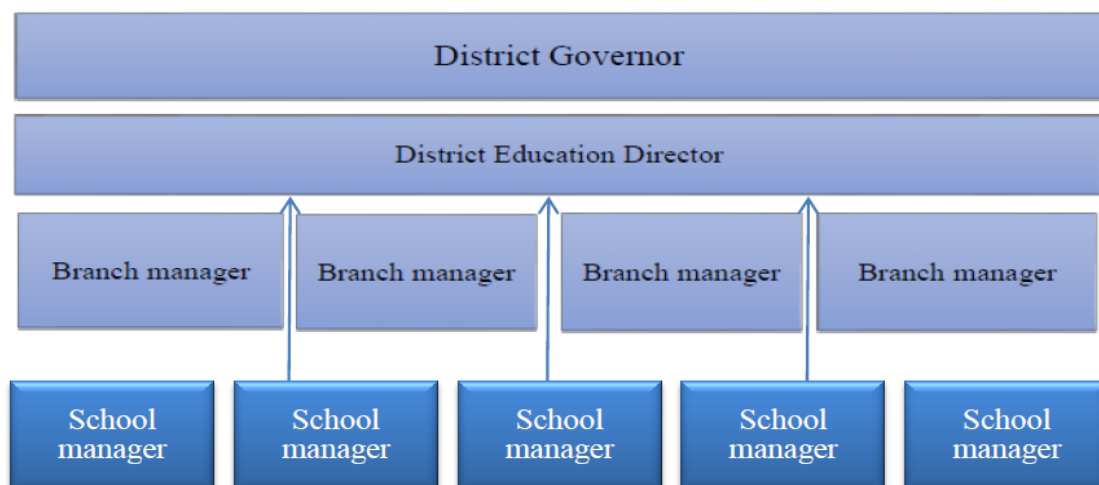 District Governor
District Education Director
Branch manager
Branch manager
Branch manager
Branch manager
School
manager
School
manager
School
manager
School
manager
School
manager